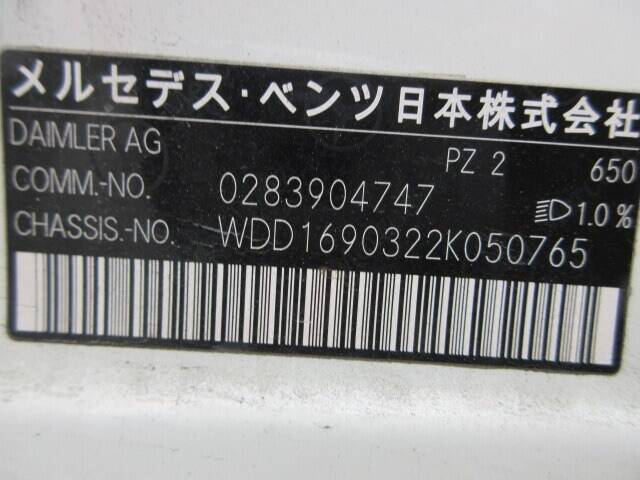 メルセデス・ベンツ日本株式会社
DAIMLER AG
PZ 2 650
COMM.-NO. 0283904747 1.0 %
CHASSIS.-NO. WDD1690322K050765